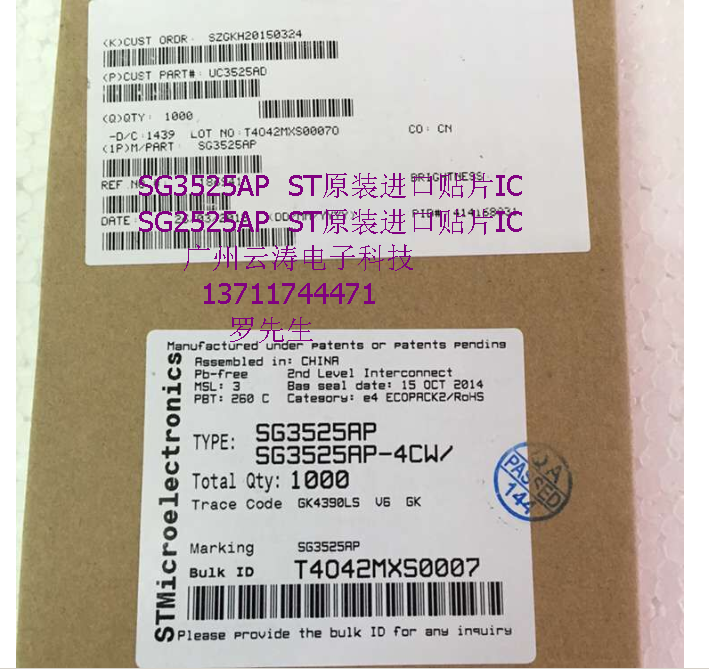 (K)CUST ORDR: SZGKH20150324
(P)CUST PART#: UC3525AD
(Q)QTY: 1000
-D/C:1439 LOT NO:T4042MXS00070 CO: CN
(1P)M/PART: SG3525AP
REF NO BRIGHTNESS:
SG3525AP ST原装进口贴片IC
DATE: PID#:
SG2525AP ST原装进口贴片IC
广州云涛电子科技
13711744471
罗先生
Manufactured under patents or patents pending
Assembled in: CHINA
Pb-free 2nd Level Interconnect
MSL: 3 Bag seal date: 15 OCT 2014
PBT: 260 C Category: e4 ECOPACK2/RoHS
STMicroelectronics
TYPE: SG3525AP
SG3525AP-4CW/
Total Qty: 1000
Trace Code GK4390LS V6 GK
QA
PASSED
144
Marking SG3525AP
Bulk ID T4042MXS0007
Please provide the bulk ID for any inquiry